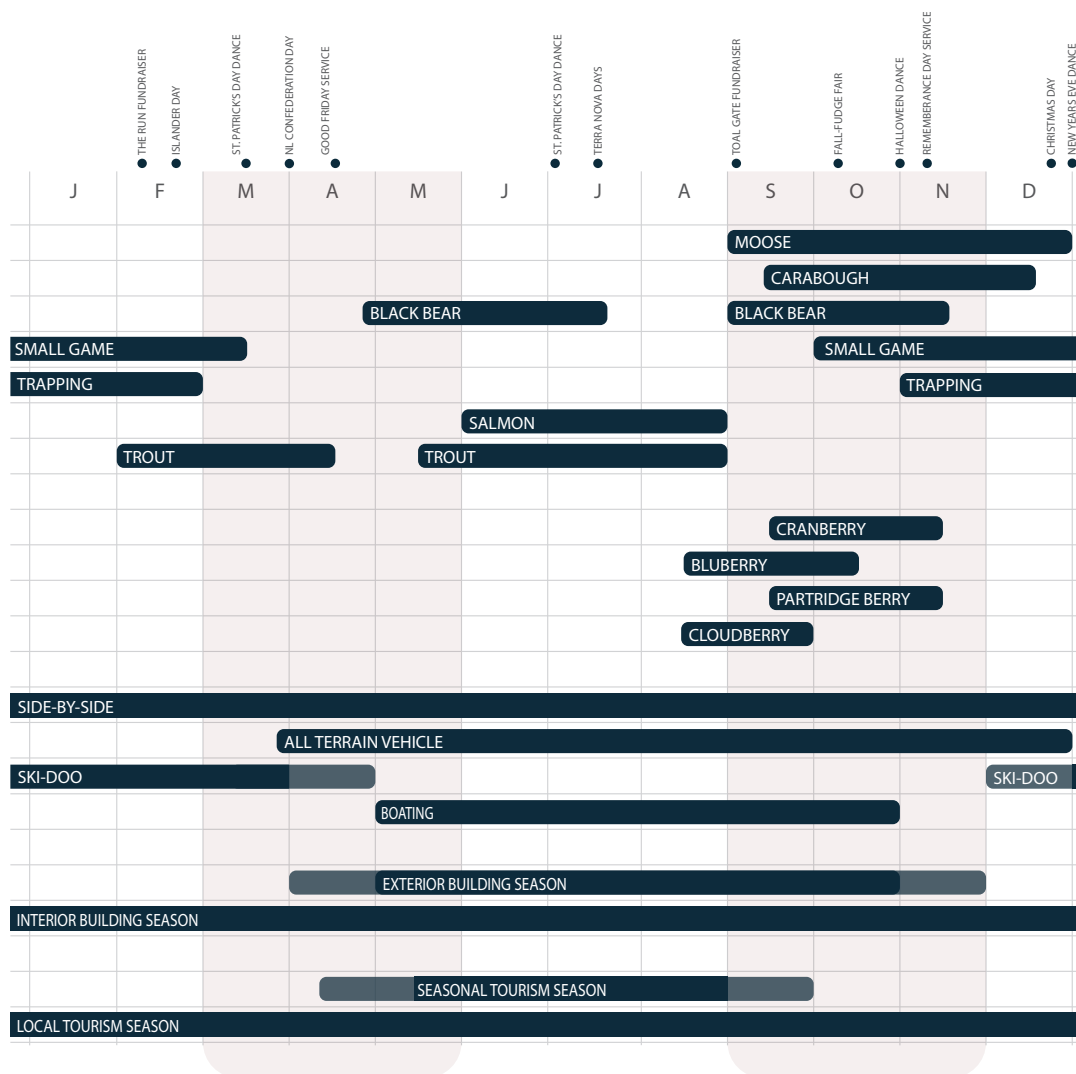 THE RUN FUNDRAISER
ISLANDER DAY
ST. PATRICK'S DAY DANCE
NL CONFEDERATION DAY
GOOD FRIDAY SERVICE
ST. PATRICK'S DAY DANCE
TERRA NOVA DAYS
TOAL GATE FUNDRAISER
FALL-FUDGE FAIR
HALLOWEEN DANCE
REMEMBERANCE DAY SERVICE
CHRISTMAS DAY
NEW YEARS EVE DANCE
J F M A M J J A S O N D
MOOSE
CARABOUGH
BLACK BEAR BLACK BEAR
SMALL GAME SMALL GAME
TRAPPING TRAPPING
SALMON
TROUT TROUT
CRANBERRY
BLUBERRY
PARTRIDGE BERRY
CLOUDBERRY
SIDE-BY-SIDE
ALL TERRAIN VEHICLE
SKI-DOO SKI-DOO
BOATING
EXTERIOR BUILDING SEASON
INTERIOR BUILDING SEASON
SEASONAL TOURISM SEASON
LOCAL TOURISM SEASON